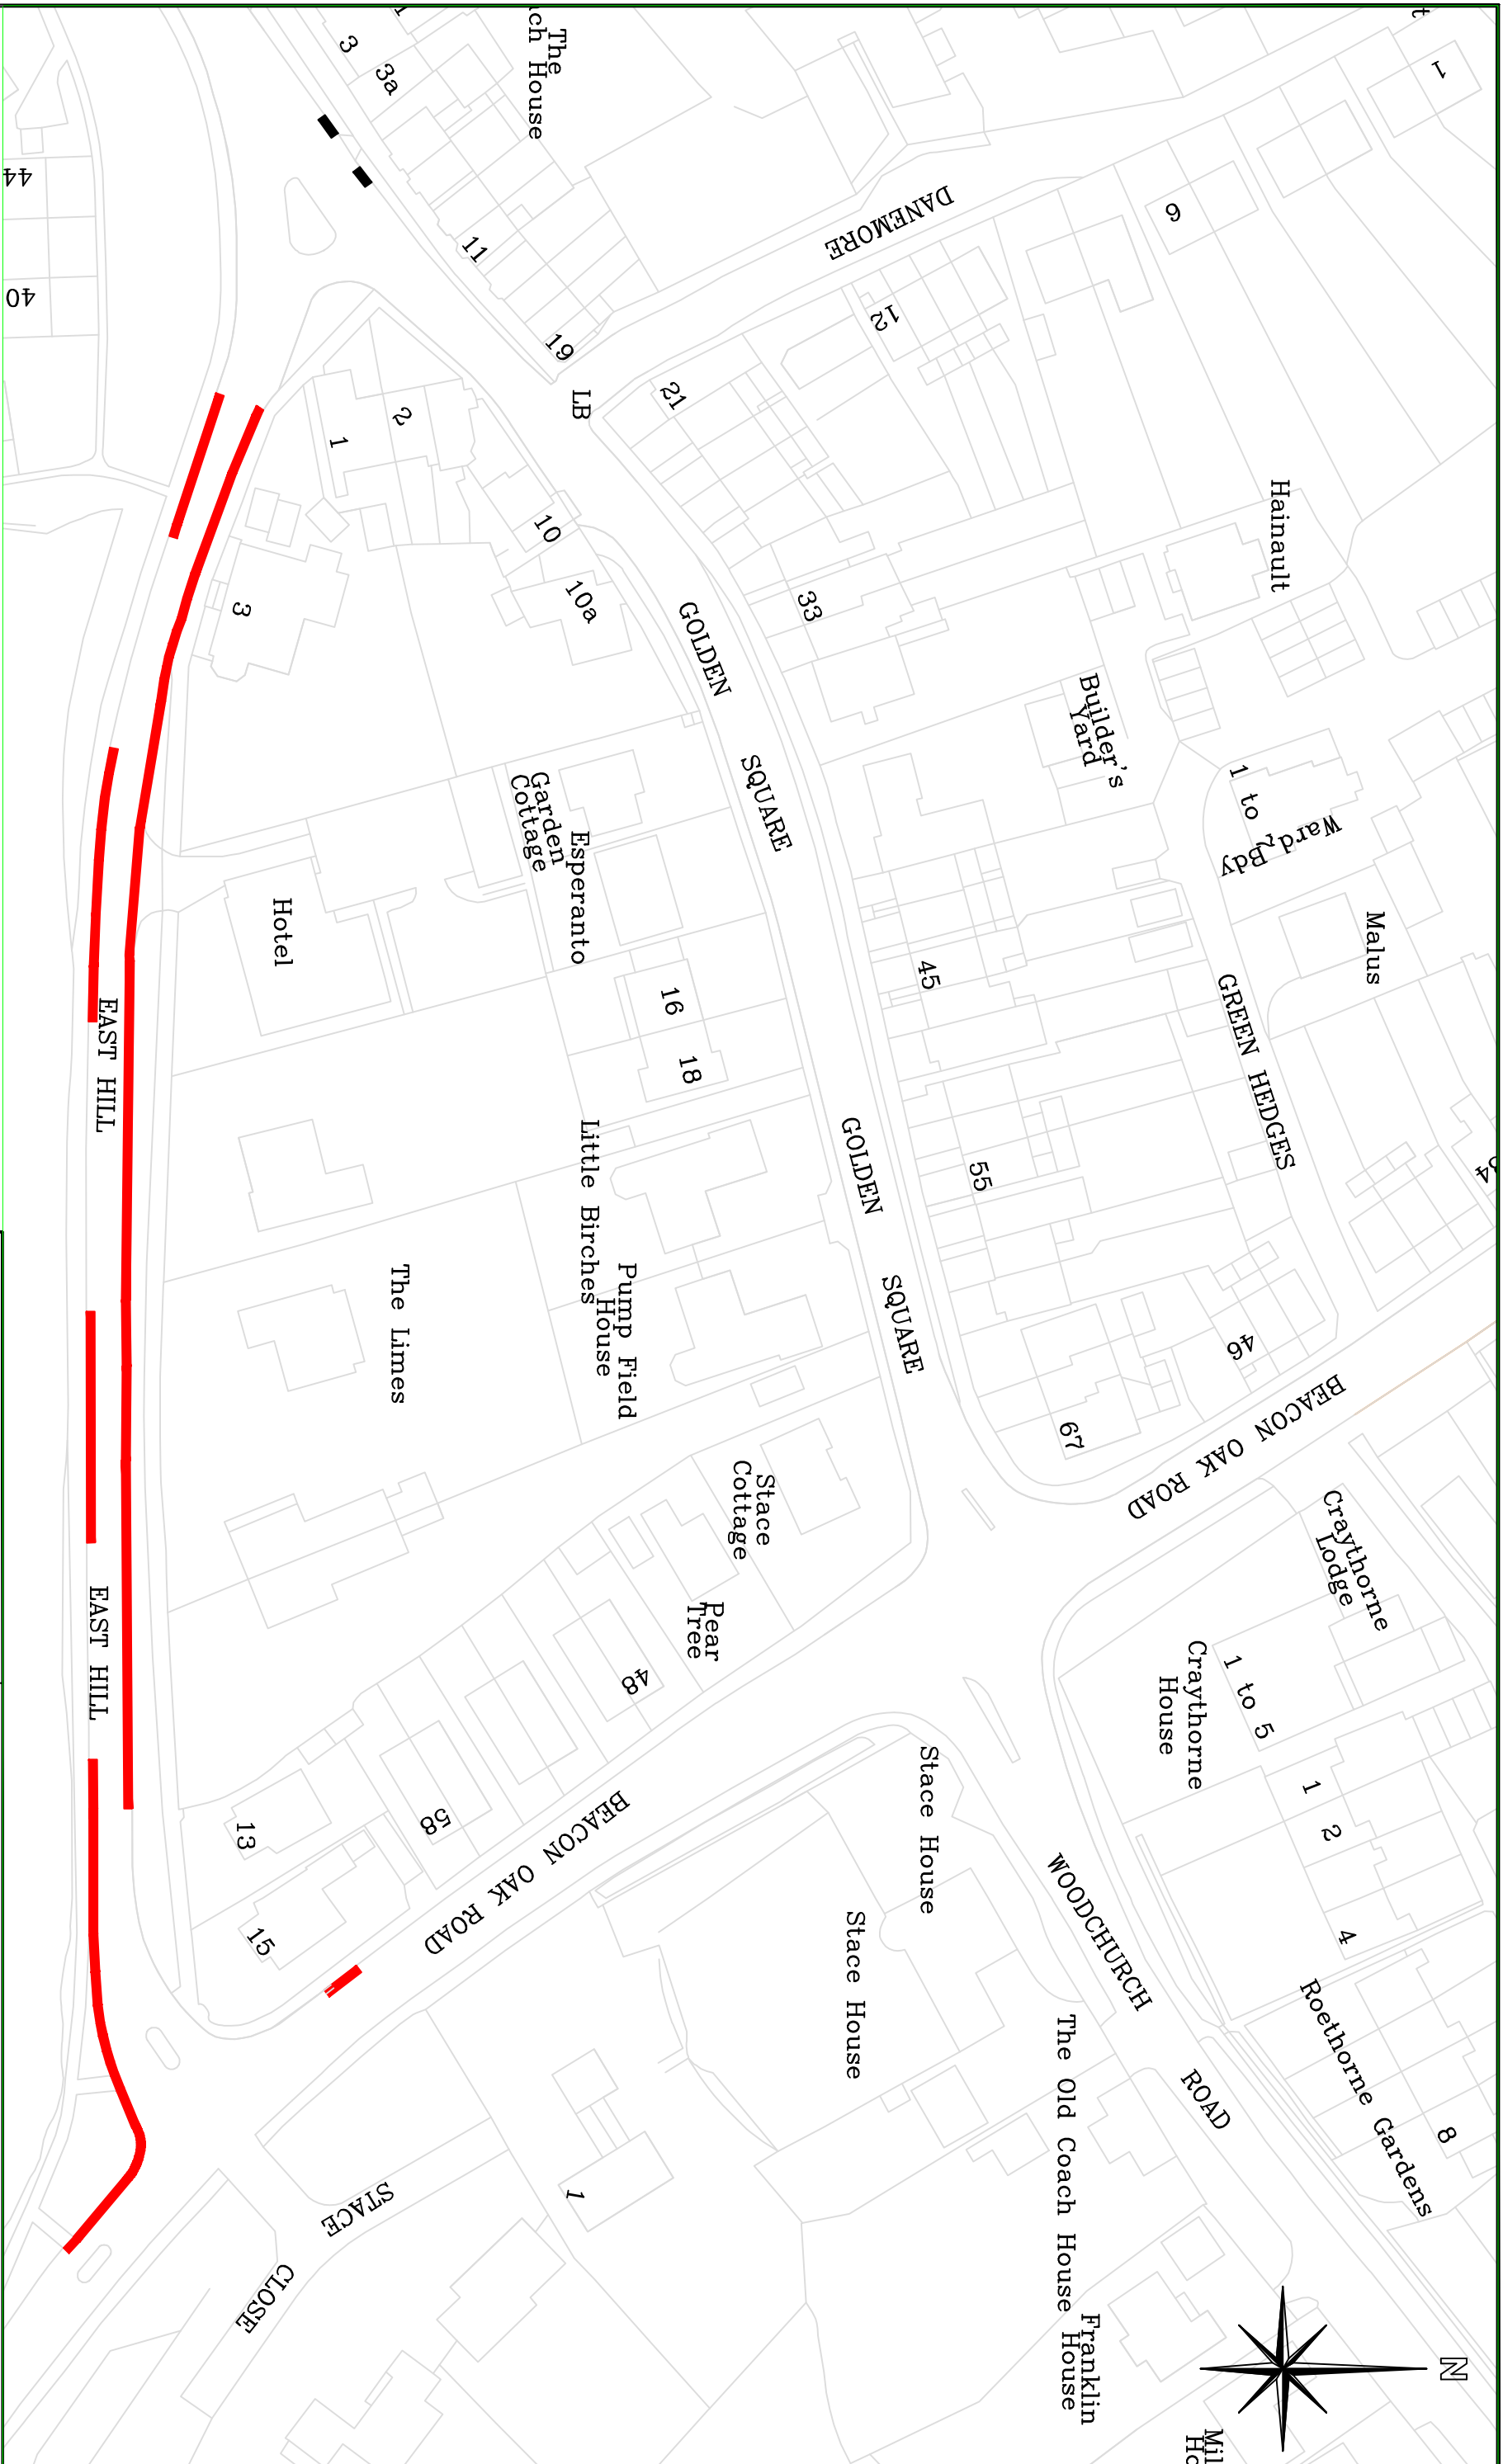 The
ch House
3
3a
11
19
LB
21
DANEMORE
12
6
1
t
44
40
1
2
3
10
10a
33
GOLDEN
SQUARE
Hainault
Builder's
Yard
1 to
Ward Bdy
Malus
GREEN HEDGES
Garden
Cottage
Esperanto
Hotel
16
18
45
55
EAST HILL
Little Birches
Pump Field
House
The Limes
GOLDEN
SQUARE
46
67
BEACON OAK ROAD
Stace
Cottage
Pear
Tree
48
58
13
15
EAST HILL
BEACON OAK ROAD
Craythorne
Lodge
1 to 5
Craythorne
House
1
2
4
Stace House
Stace House
WOODCHURCH
ROAD
Roethorne Gardens
8
The Old Coach House
Franklin
House
STACE
CLOSE
1
N